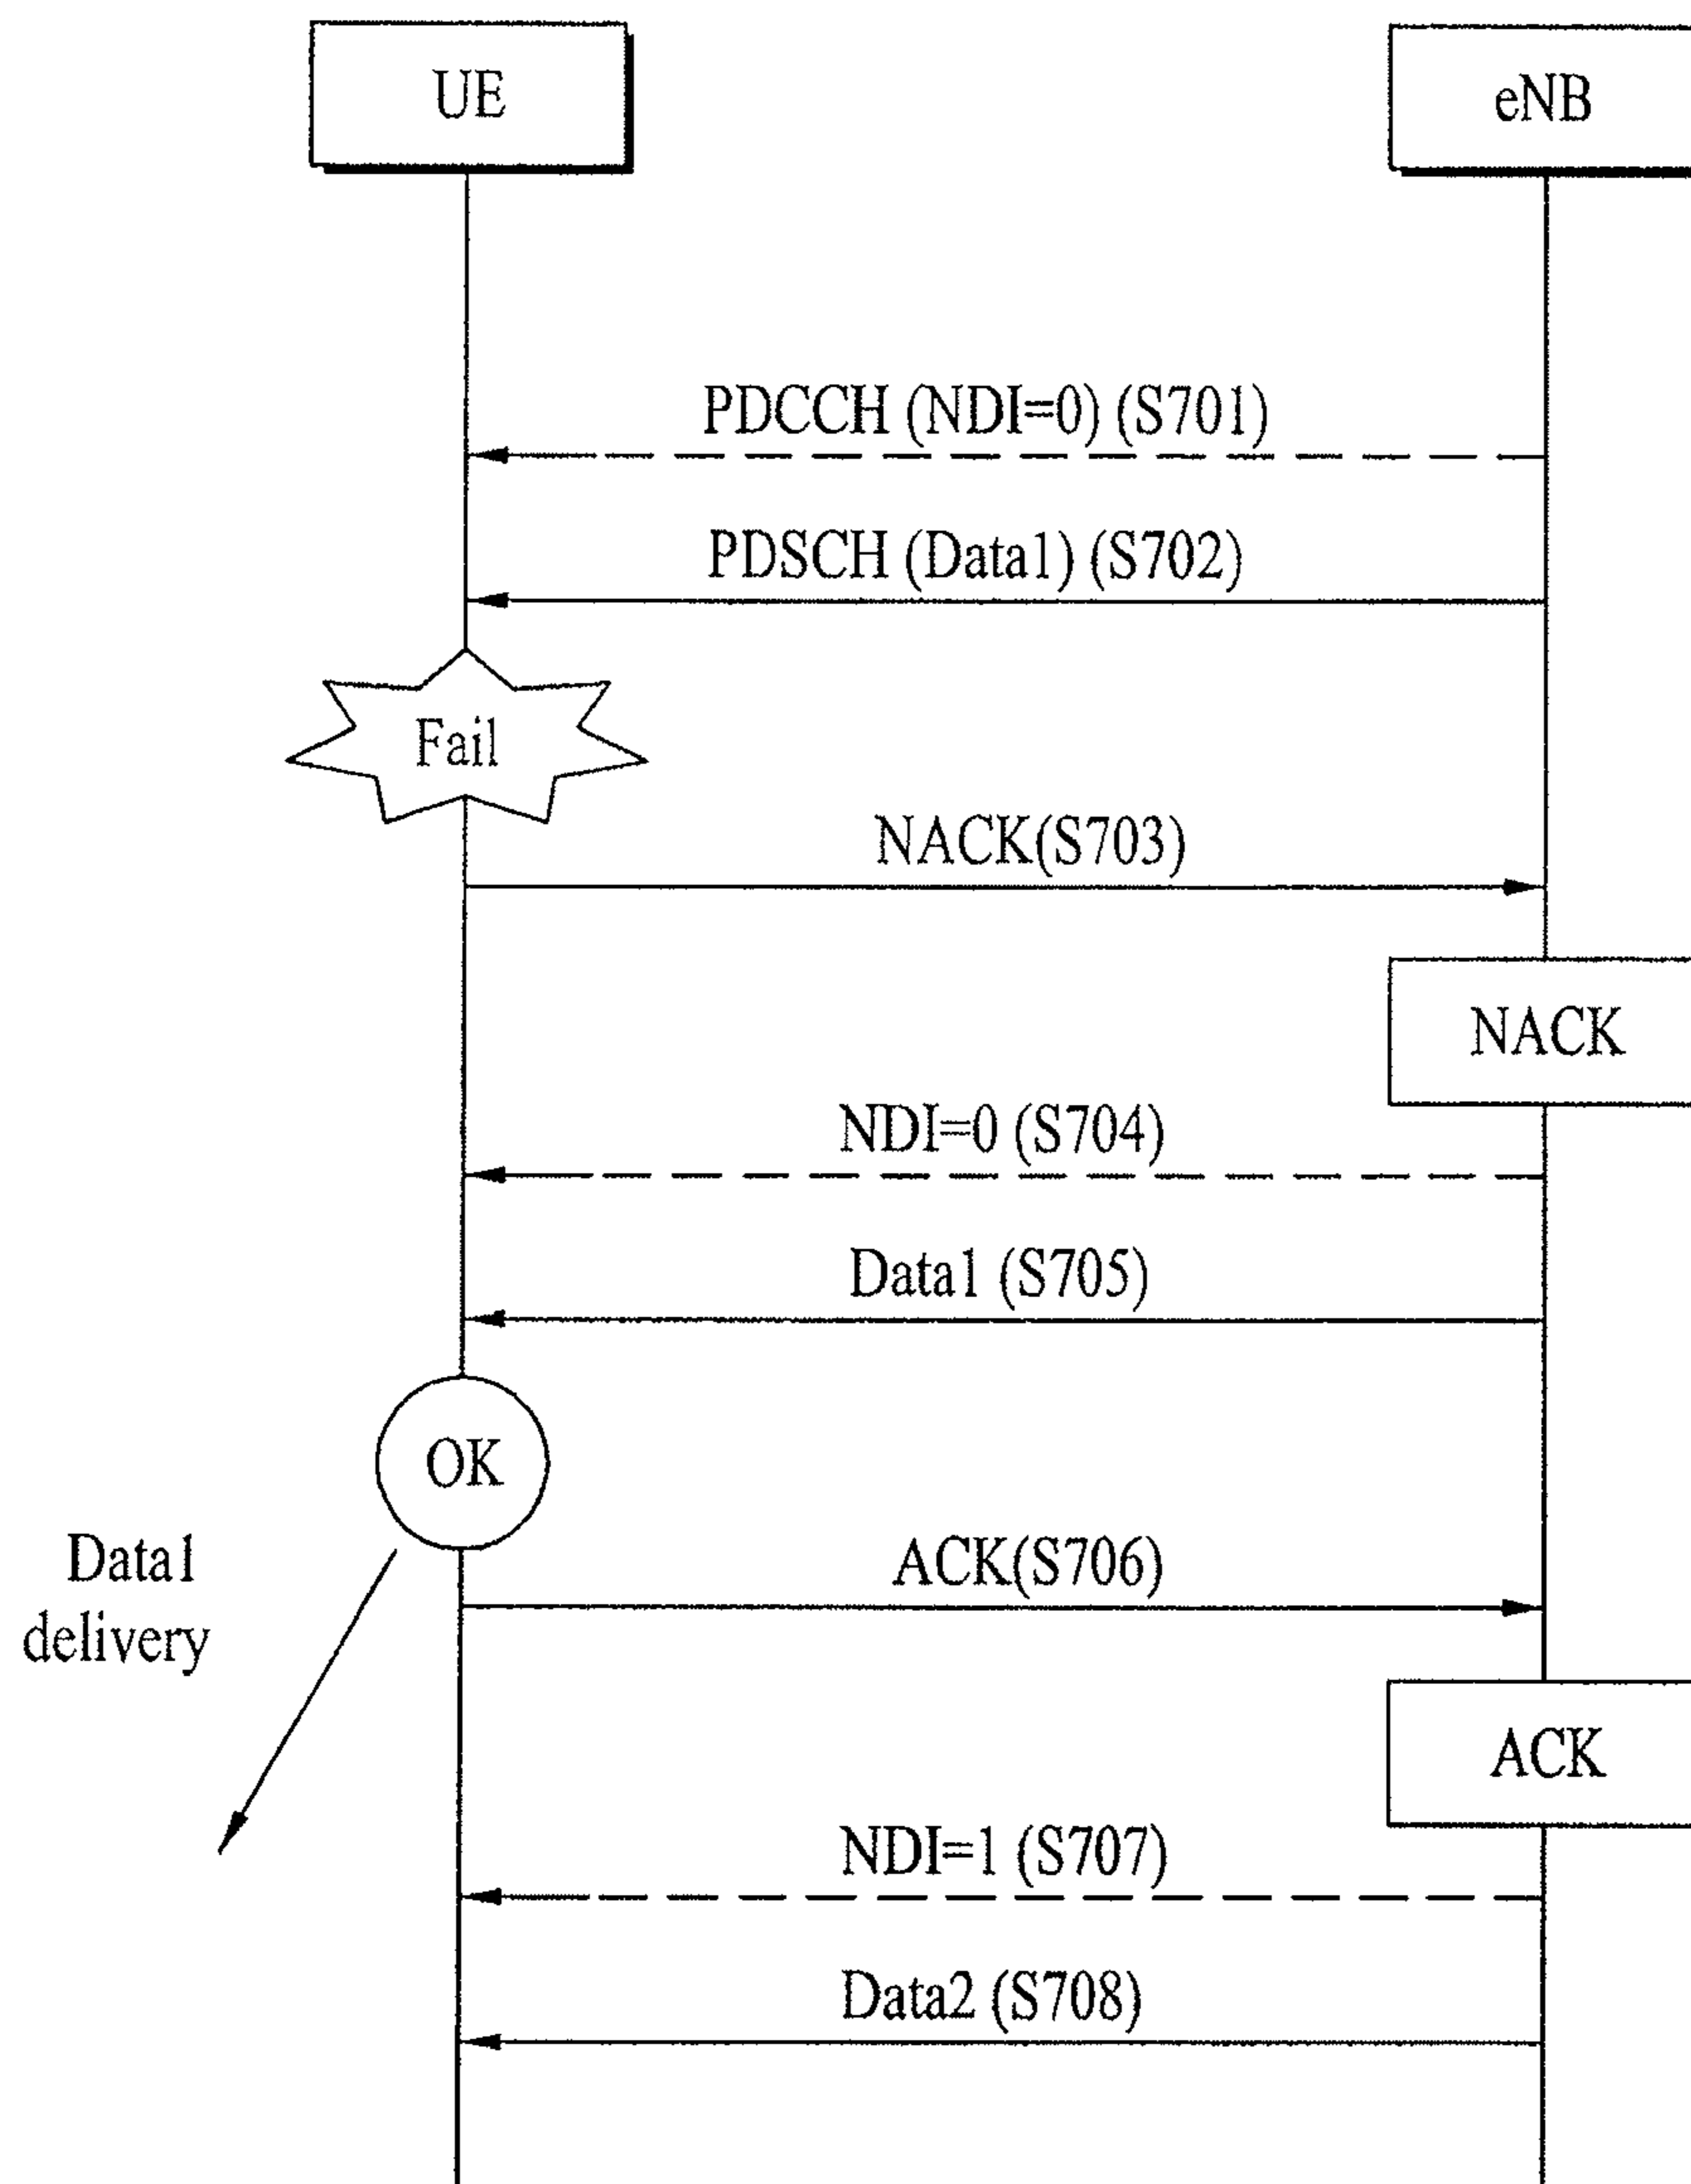 UE
eNB
PDCCH (NDI=0) (S701)
PDSCH (Data1) (S702)
Fail
NACK(S703)
NACK
NDI=0 (S704)
Data1 (S705)
OK
Data1
delivery
ACK(S706)
ACK
NDI=1 (S707)
Data2 (S708)